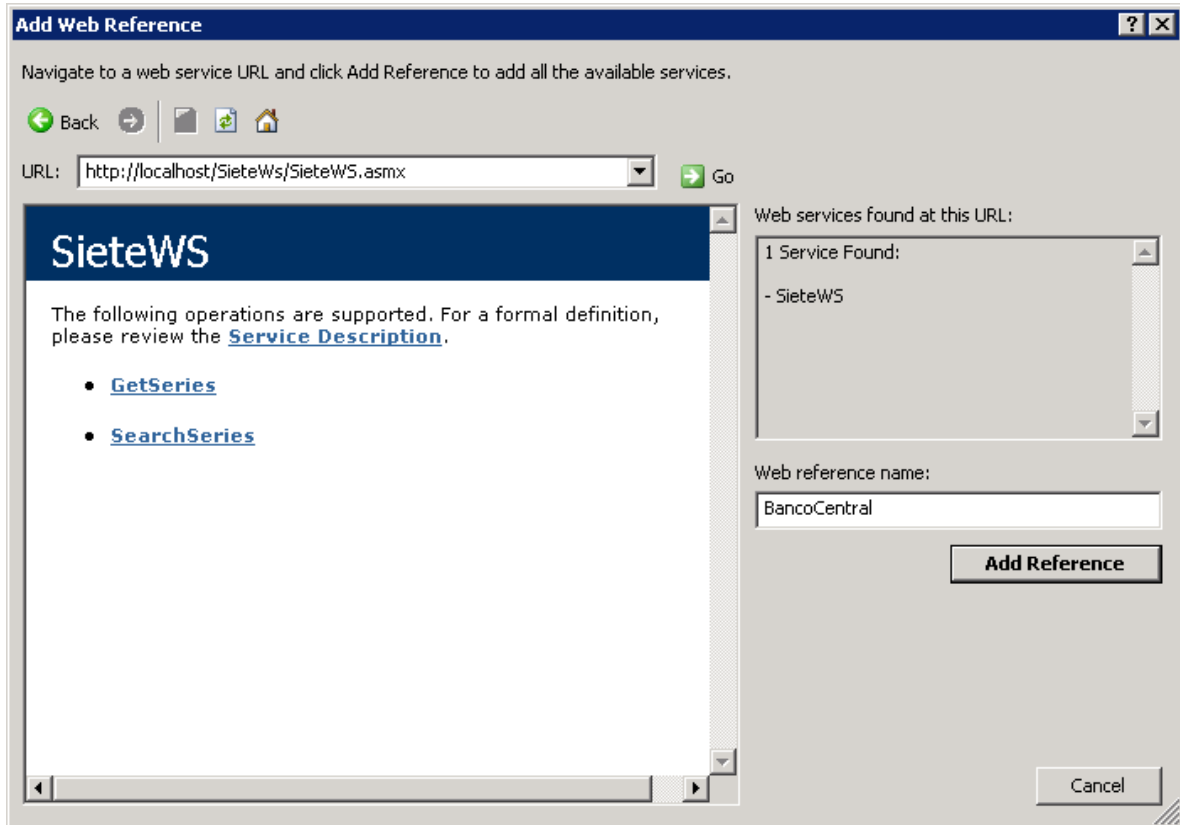 Add Web Reference
Navigate to a web service URL and click Add Reference to add all the available services.
Back
URL: http://localhost/SieteWs/SieteWS.asmx Go
SieteWS
The following operations are supported. For a formal definition,
please review the Service Description.
• GetSeries
• SearchSeries
Web services found at this URL:
1 Service Found:
- SieteWS
Web reference name:
BancoCentral
Add Reference
Cancel